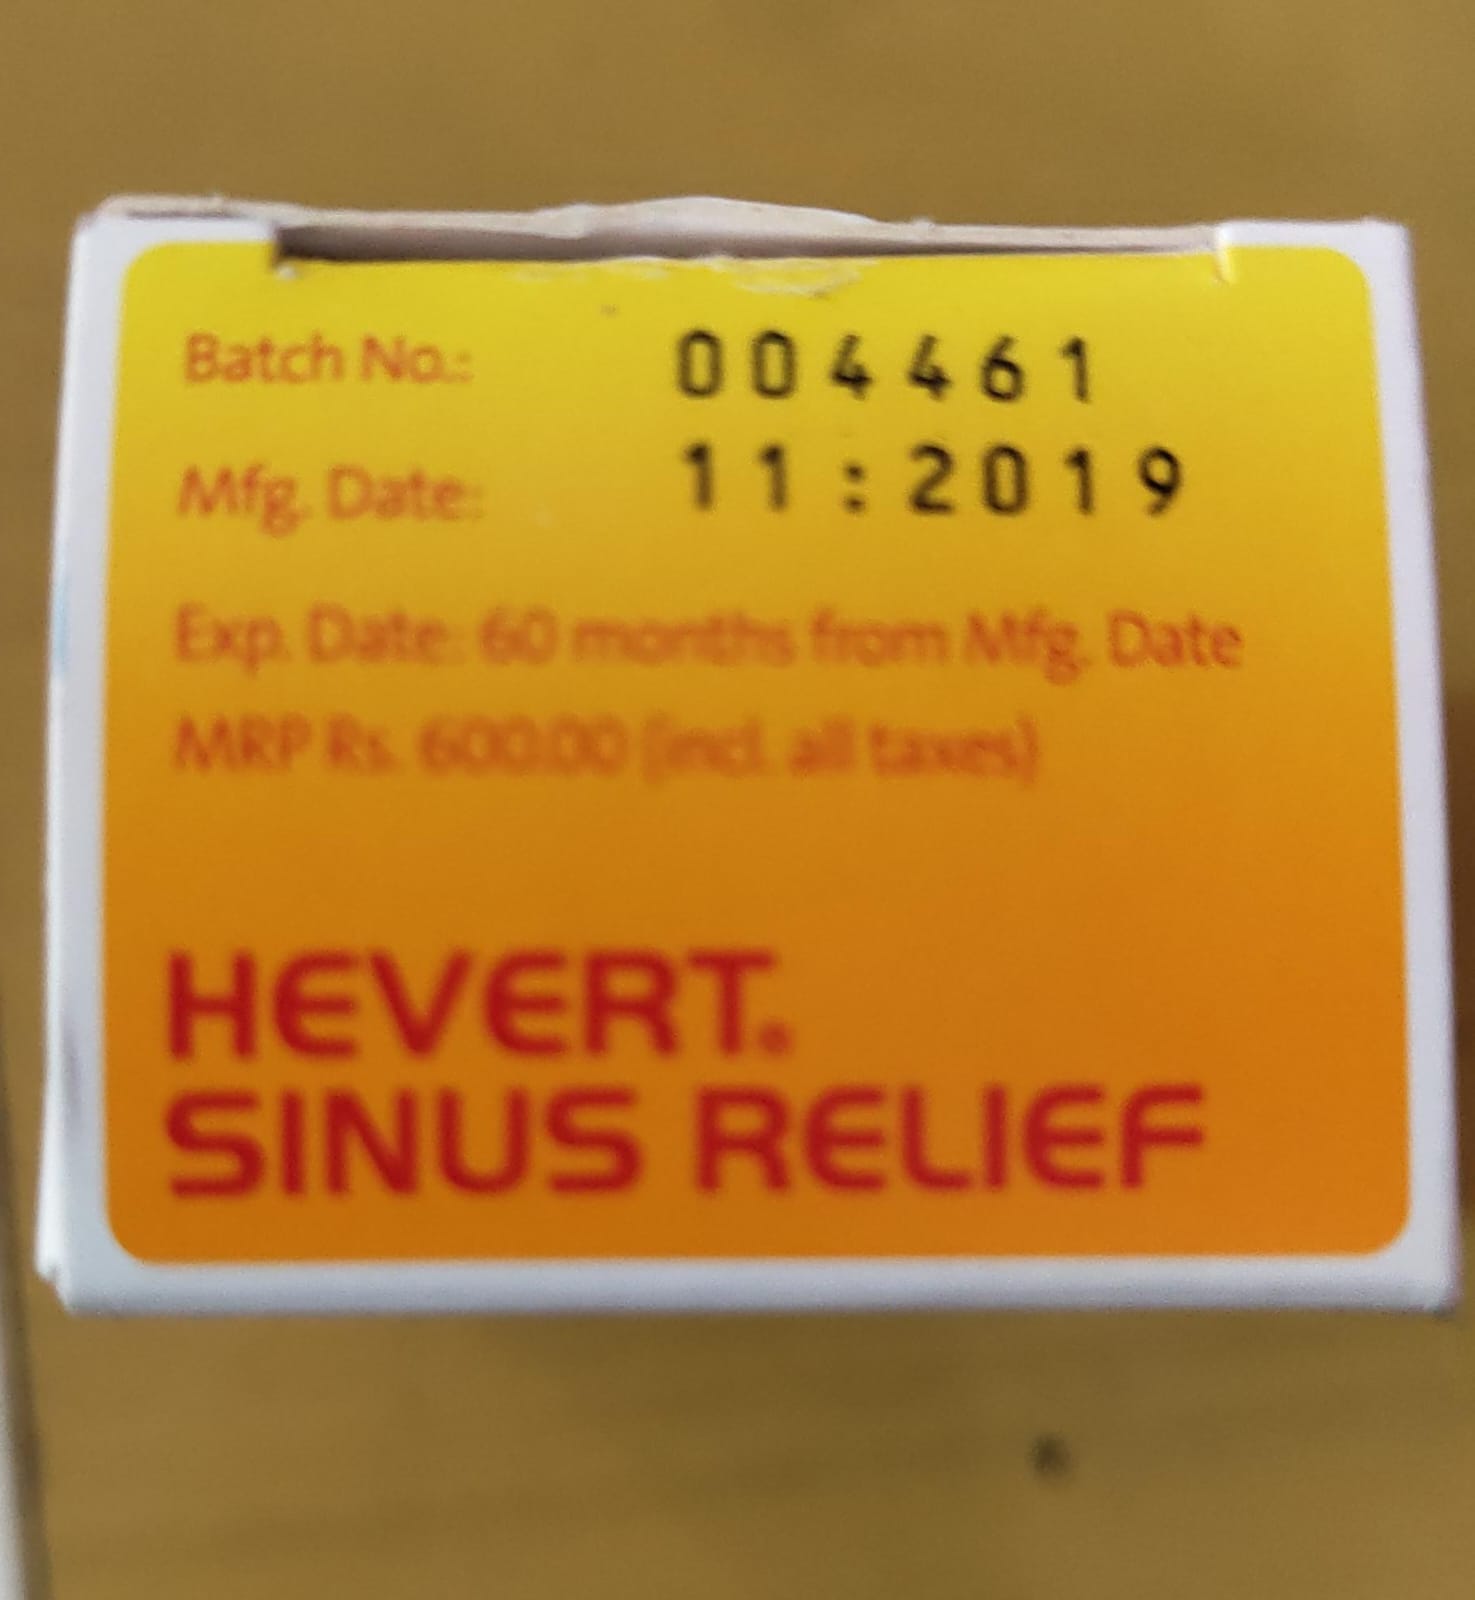 Batch No.: 004461
Mfg. Date: 11:2019
Exp. Date: 60 months from Mfg. Date
MRP Rs. 600.00 (incl. all taxes)
HEVERT®
SINUS RELIEF